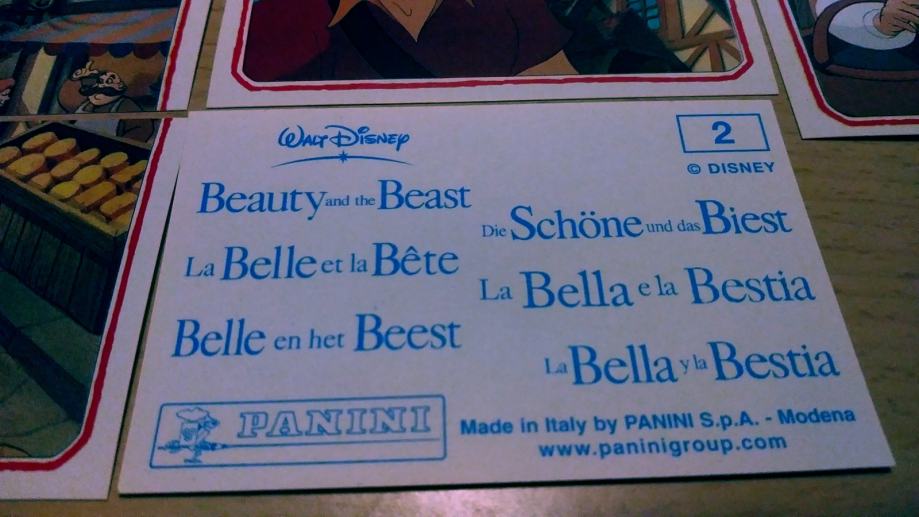 WALT DISNEY
2
© DISNEY
Beauty and the Beast
Die Schöne und das Biest
La Belle et la Bête
La Bella e la Bestia
Belle en het Beest
La Bella y la Bestia
PANINI
Made in Italy by PANINI S.p.A. - Modena
www.paninigroup.com